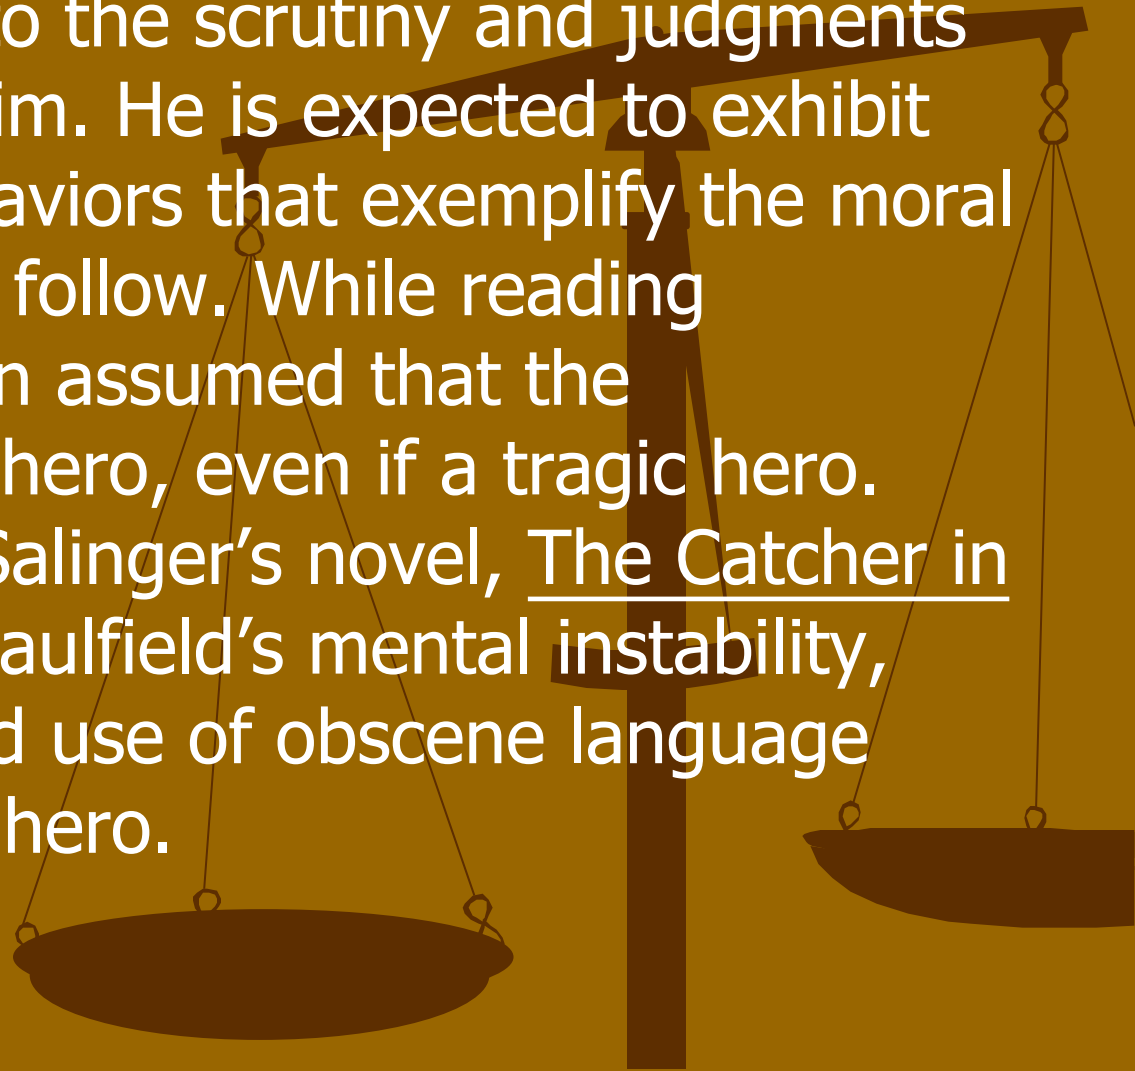 to the scrutiny and judgments
im. He is expected to exhibit
aviors that exemplify the moral
follow. While reading
n assumed that the
hero, even if a tragic hero.
Salinger’s novel, The Catcher in
aulfield’s mental instability,
d use of obscene language
hero.